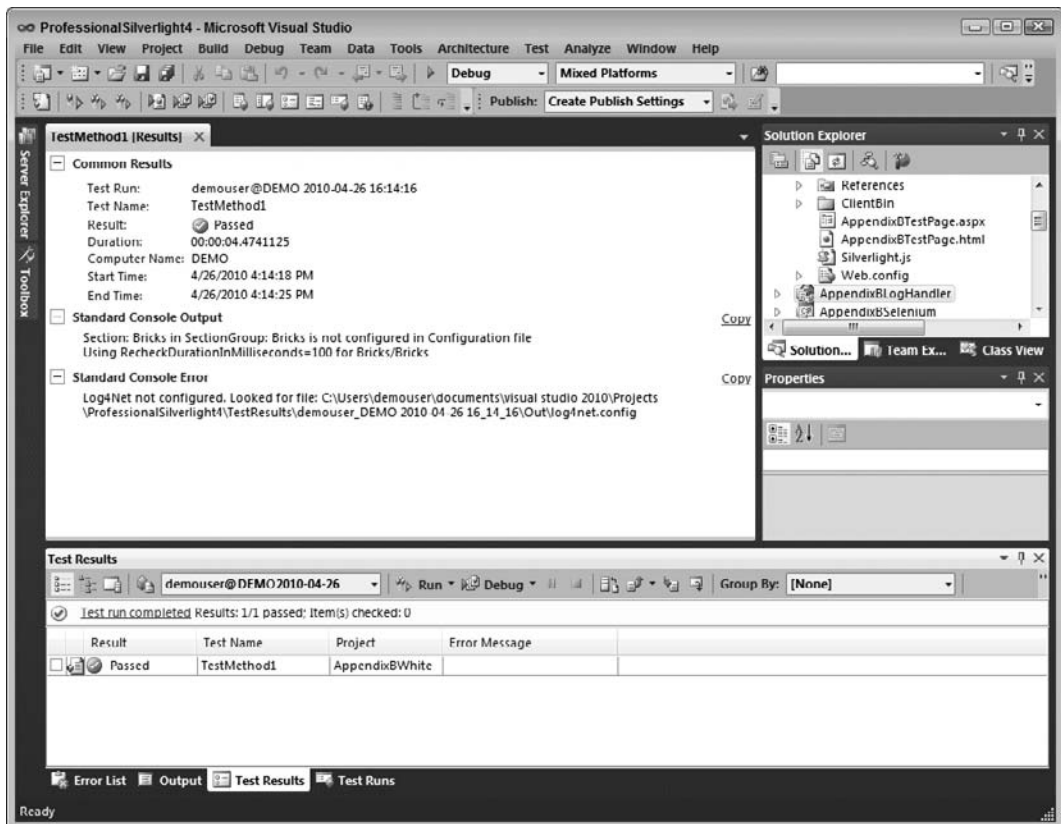 ProfessionalSilverlight4 - Microsoft Visual Studio
File Edit View Project Build Debug Team Data Tools Architecture Test Analyze Window Help
Debug Mixed Platforms
Publish: Create Publish Settings
Server Explorer
Toolbox
TestMethod1 [Results]
Common Results
Test Run: demouser@DEMO 2010-04-26 16:14:16
Test Name: TestMethod1
Result: Passed
Duration: 00:00:04.4741125
Computer Name: DEMO
Start Time: 4/26/2010 4:14:18 PM
End Time: 4/26/2010 4:14:25 PM
Standard Console Output Copy
Section: Bricks in SectionGroup: Bricks is not configured in Configuration file
Using RecheckDurationInMilliseconds=100 for Bricks/Bricks
Standard Console Error Copy
Log4Net not configured. Looked for file: C:\Users\demouser\documents\visual studio 2010\Projects
\ProfessionalSilverlight4\TestResults\demouser_DEMO 2010-04-26 16_14_16\Out\log4net.config
Solution Explorer
References
ClientBin
AppendixBTestPage.aspx
AppendixBTestPage.html
Silverlight.js
Web.config
AppendixBLogHandler
AppendixBSelenium
Solution... Team Ex... Class View
Properties
Test Results
demouser@DEMO 2010-04-26 Run Debug Group By: [None]
Test run completed Results: 1/1 passed; Item(s) checked: 0
Result Test Name Project Error Message
Passed TestMethod1 AppendixBWhite
Error List Output Test Results Test Runs
Ready